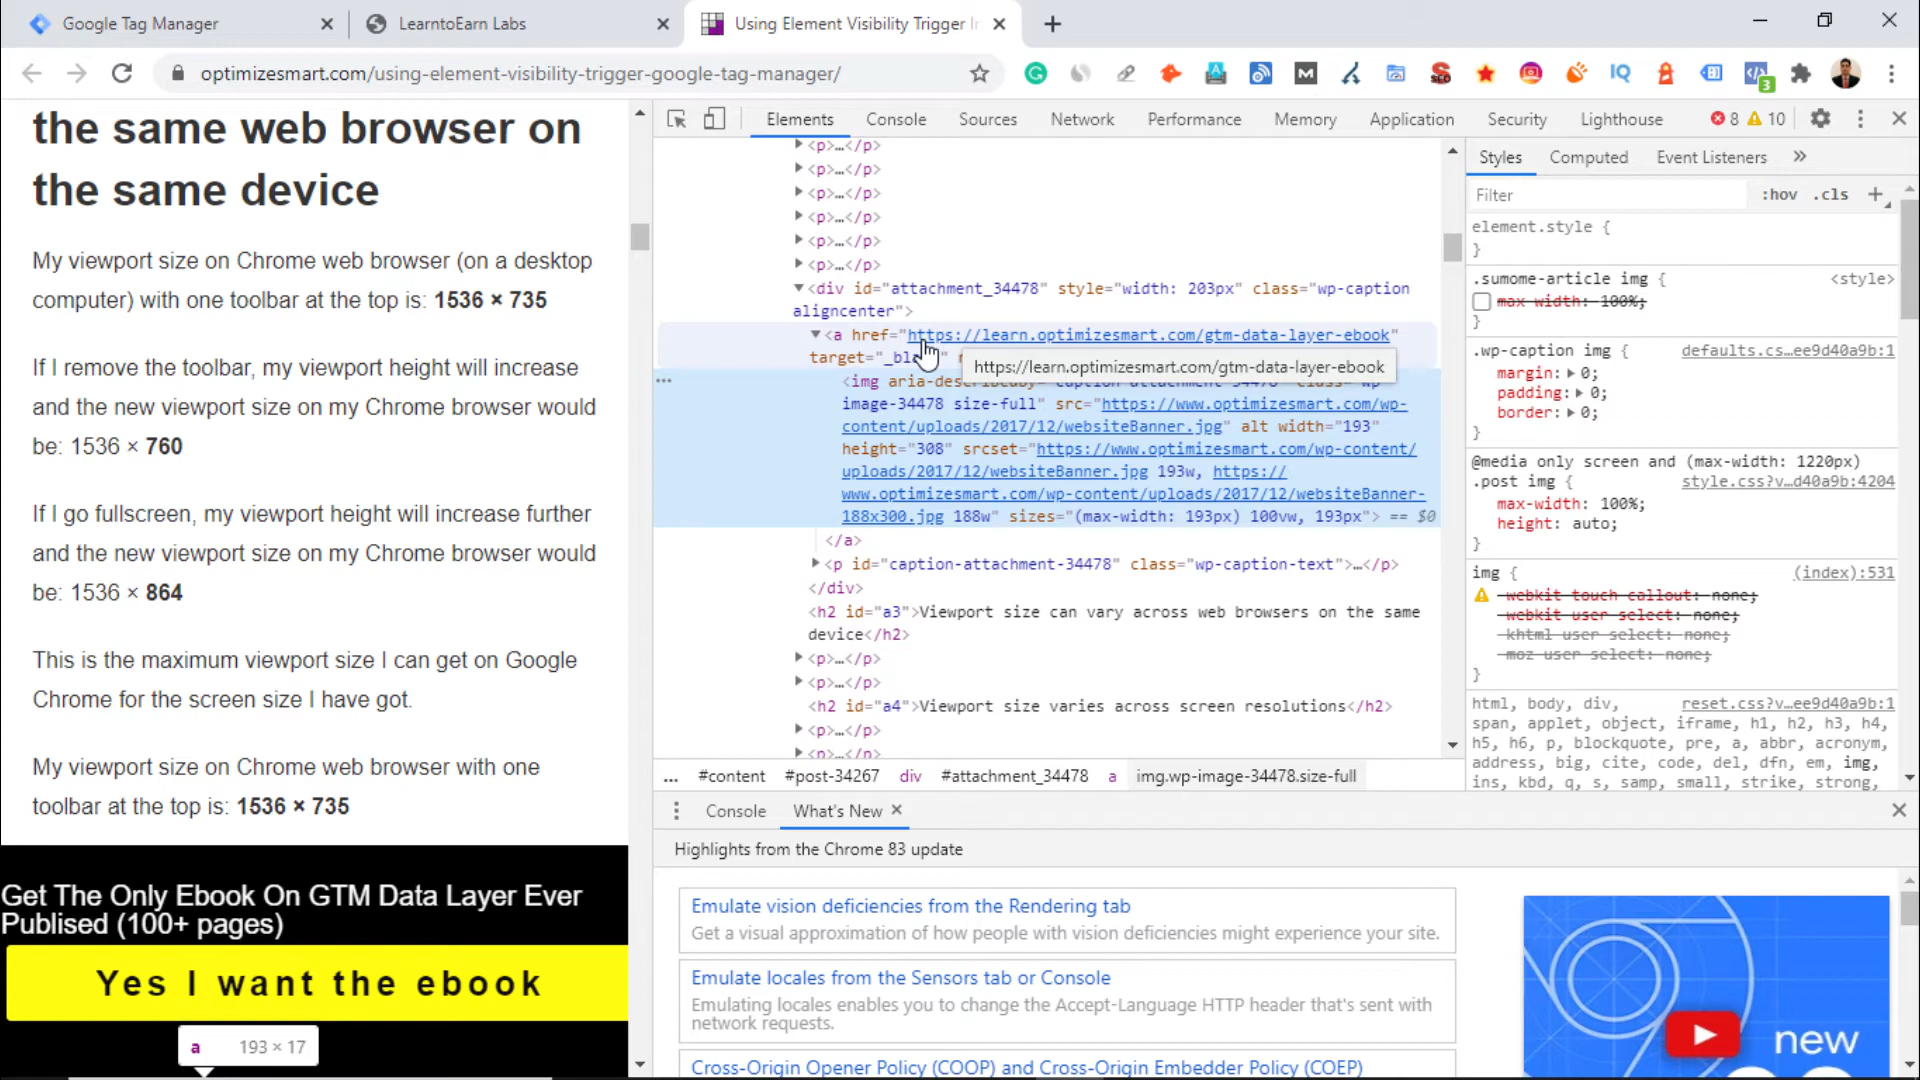 Google Tag Manager
LearntoEarn Labs
Using Element Visibility Trigger In
optimizesmart.com/using-element-visibility-trigger-google-tag-manager/
M
SEO
IQ
3
the same web browser on
the same device
My viewport size on Chrome web browser (on a desktop
computer) with one toolbar at the top is: 1536 × 735
If I remove the toolbar, my viewport height will increase
and the new viewport size on my Chrome browser would
be: 1536 × 760
If I go fullscreen, my viewport height will increase further
and the new viewport size on my Chrome browser would
be: 1536 × 864
This is the maximum viewport size I can get on Google
Chrome for the screen size I have got.
My viewport size on Chrome web browser with one
toolbar at the top is: 1536 × 735
Get The Only Ebook On GTM Data Layer Ever
Publised (100+ pages)
Yes I want the ebook
a 193 × 17
Elements Console Sources Network Performance Memory Application Security Lighthouse 8 10
<p>…</p>
<p>…</p>
<p>…</p>
<p>…</p>
<p>…</p>
<p>…</p>
<div id="attachment_34478" style="width: 203px" class="wp-caption
aligncenter">
<a href="https://learn.optimizesmart.com/gtm-data-layer-ebook"
target="_bla
https://learn.optimizesmart.com/gtm-data-layer-ebook
<img aria-describedby="caption-attachment-34478" class="wp-
image-34478 size-full" src="https://www.optimizesmart.com/wp-
content/uploads/2017/12/websiteBanner.jpg" alt width="193"
height="308" srcset="https://www.optimizesmart.com/wp-content/
uploads/2017/12/websiteBanner.jpg 193w, https://
www.optimizesmart.com/wp-content/uploads/2017/12/websiteBanner-
188x300.jpg 188w" sizes="(max-width: 193px) 100vw, 193px"> == $0
</a>
<p id="caption-attachment-34478" class="wp-caption-text">…</p>
</div>
<h2 id="a3">Viewport size can vary across web browsers on the same
device</h2>
<p>…</p>
<p>…</p>
<h2 id="a4">Viewport size varies across screen resolutions</h2>
<p>…</p>
<p>…</p>
... #content #post-34267 div #attachment_34478 a img.wp-image-34478.size-full
Styles Computed Event Listeners »
Filter :hov .cls +
element.style {
}
.sumome-article img { <style>
max-width: 100%;
}
.wp-caption img { defaults.cs…ee9d40a9b:1
margin: 0;
padding: 0;
border: 0;
}
@media only screen and (max-width: 1220px)
.post img { style.css?v…d40a9b:4204
max-width: 100%;
height: auto;
}
img { (index):531
-webkit-touch-callout: none;
-webkit-user-select: none;
-khtml-user-select: none;
-moz-user-select: none;
}
html, body, div, reset.css?v…ee9d40a9b:1
span, applet, object, iframe, h1, h2, h3, h4,
h5, h6, p, blockquote, pre, a, abbr, acronym,
address, big, cite, code, del, dfn, em, img,
ins, kbd, q, s, samp, small, strike, strong,
Console What's New
Highlights from the Chrome 83 update
Emulate vision deficiencies from the Rendering tab
Get a visual approximation of how people with vision deficiencies might experience your site.
Emulate locales from the Sensors tab or Console
Emulating locales enables you to change the Accept-Language HTTP header that's sent with
network requests.
Cross-Origin Opener Policy (COOP) and Cross-Origin Embedder Policy (COEP)
new